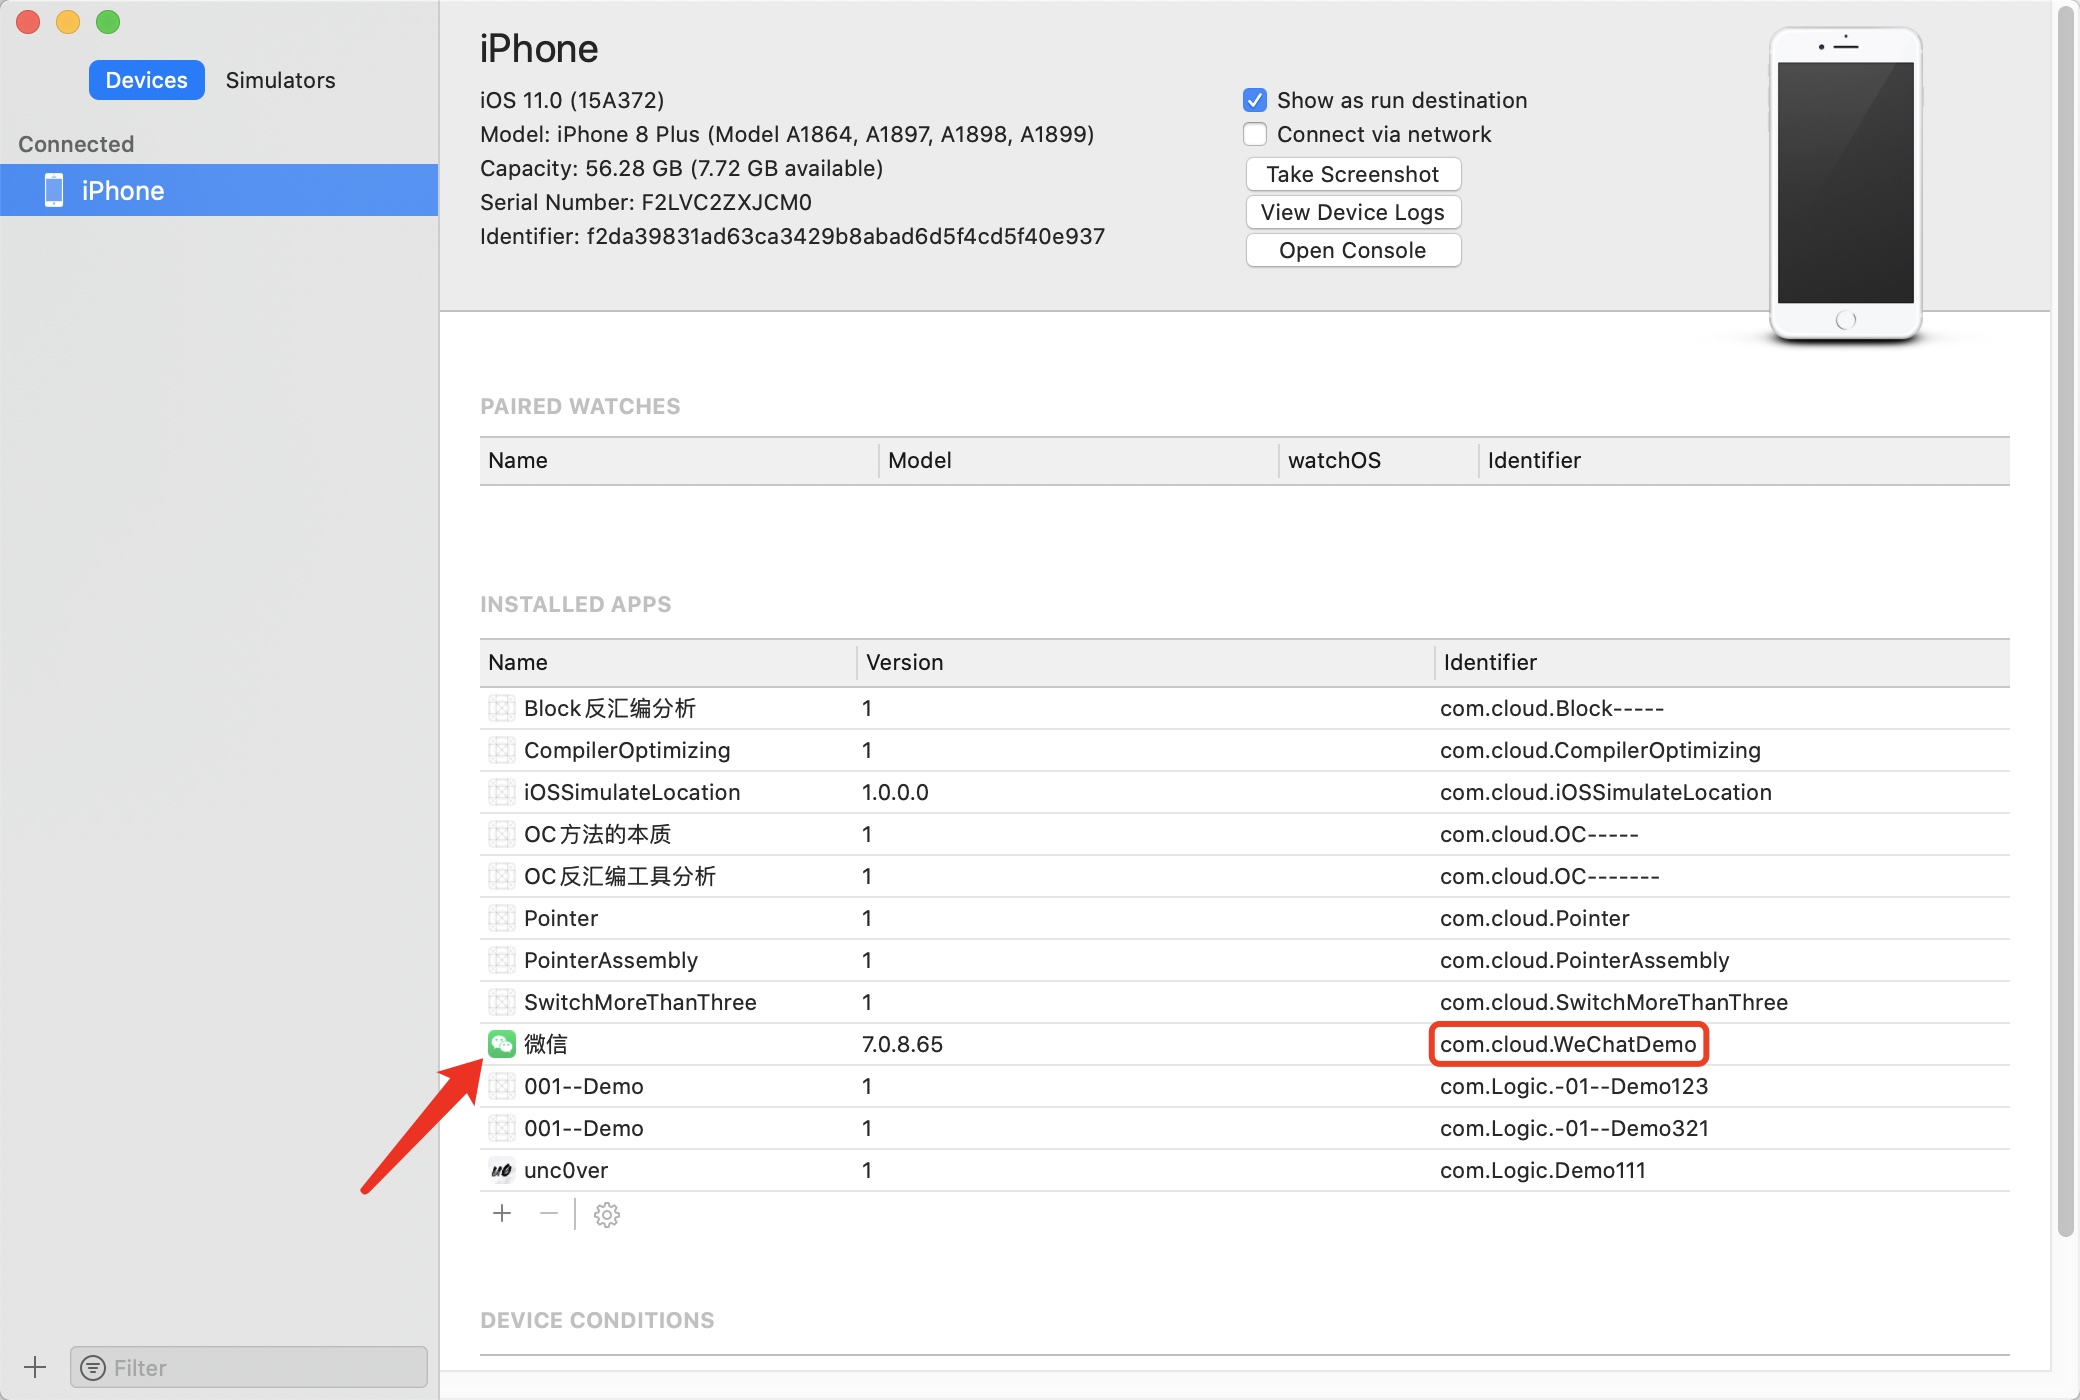 Devices
Simulators
Connected
iPhone
iPhone
iOS 11.0 (15A372)
Model: iPhone 8 Plus (Model A1864, A1897, A1898, A1899)
Capacity: 56.28 GB (7.72 GB available)
Serial Number: F2LVC2ZXJCM0
Identifier: f2da39831ad63ca3429b8abad6d5f4cd5f40e937
Show as run destination
Connect via network
Take Screenshot
View Device Logs
Open Console
PAIRED WATCHES
Name Model watchOS Identifier
INSTALLED APPS
Name Version Identifier
Block反汇编分析 1 com.cloud.Block-----
CompilerOptimizing 1 com.cloud.CompilerOptimizing
iOSSimulateLocation 1.0.0.0 com.cloud.iOSSimulateLocation
OC方法的本质 1 com.cloud.OC-----
OC反汇编工具分析 1 com.cloud.OC-------
Pointer 1 com.cloud.Pointer
PointerAssembly 1 com.cloud.PointerAssembly
SwitchMoreThanThree 1 com.cloud.SwitchMoreThanThree
微信 7.0.8.65 com.cloud.WeChatDemo
001--Demo 1 com.Logic.-01--Demo123
001--Demo 1 com.Logic.-01--Demo321
u0 unc0ver 1 com.Logic.Demo111
DEVICE CONDITIONS
Filter